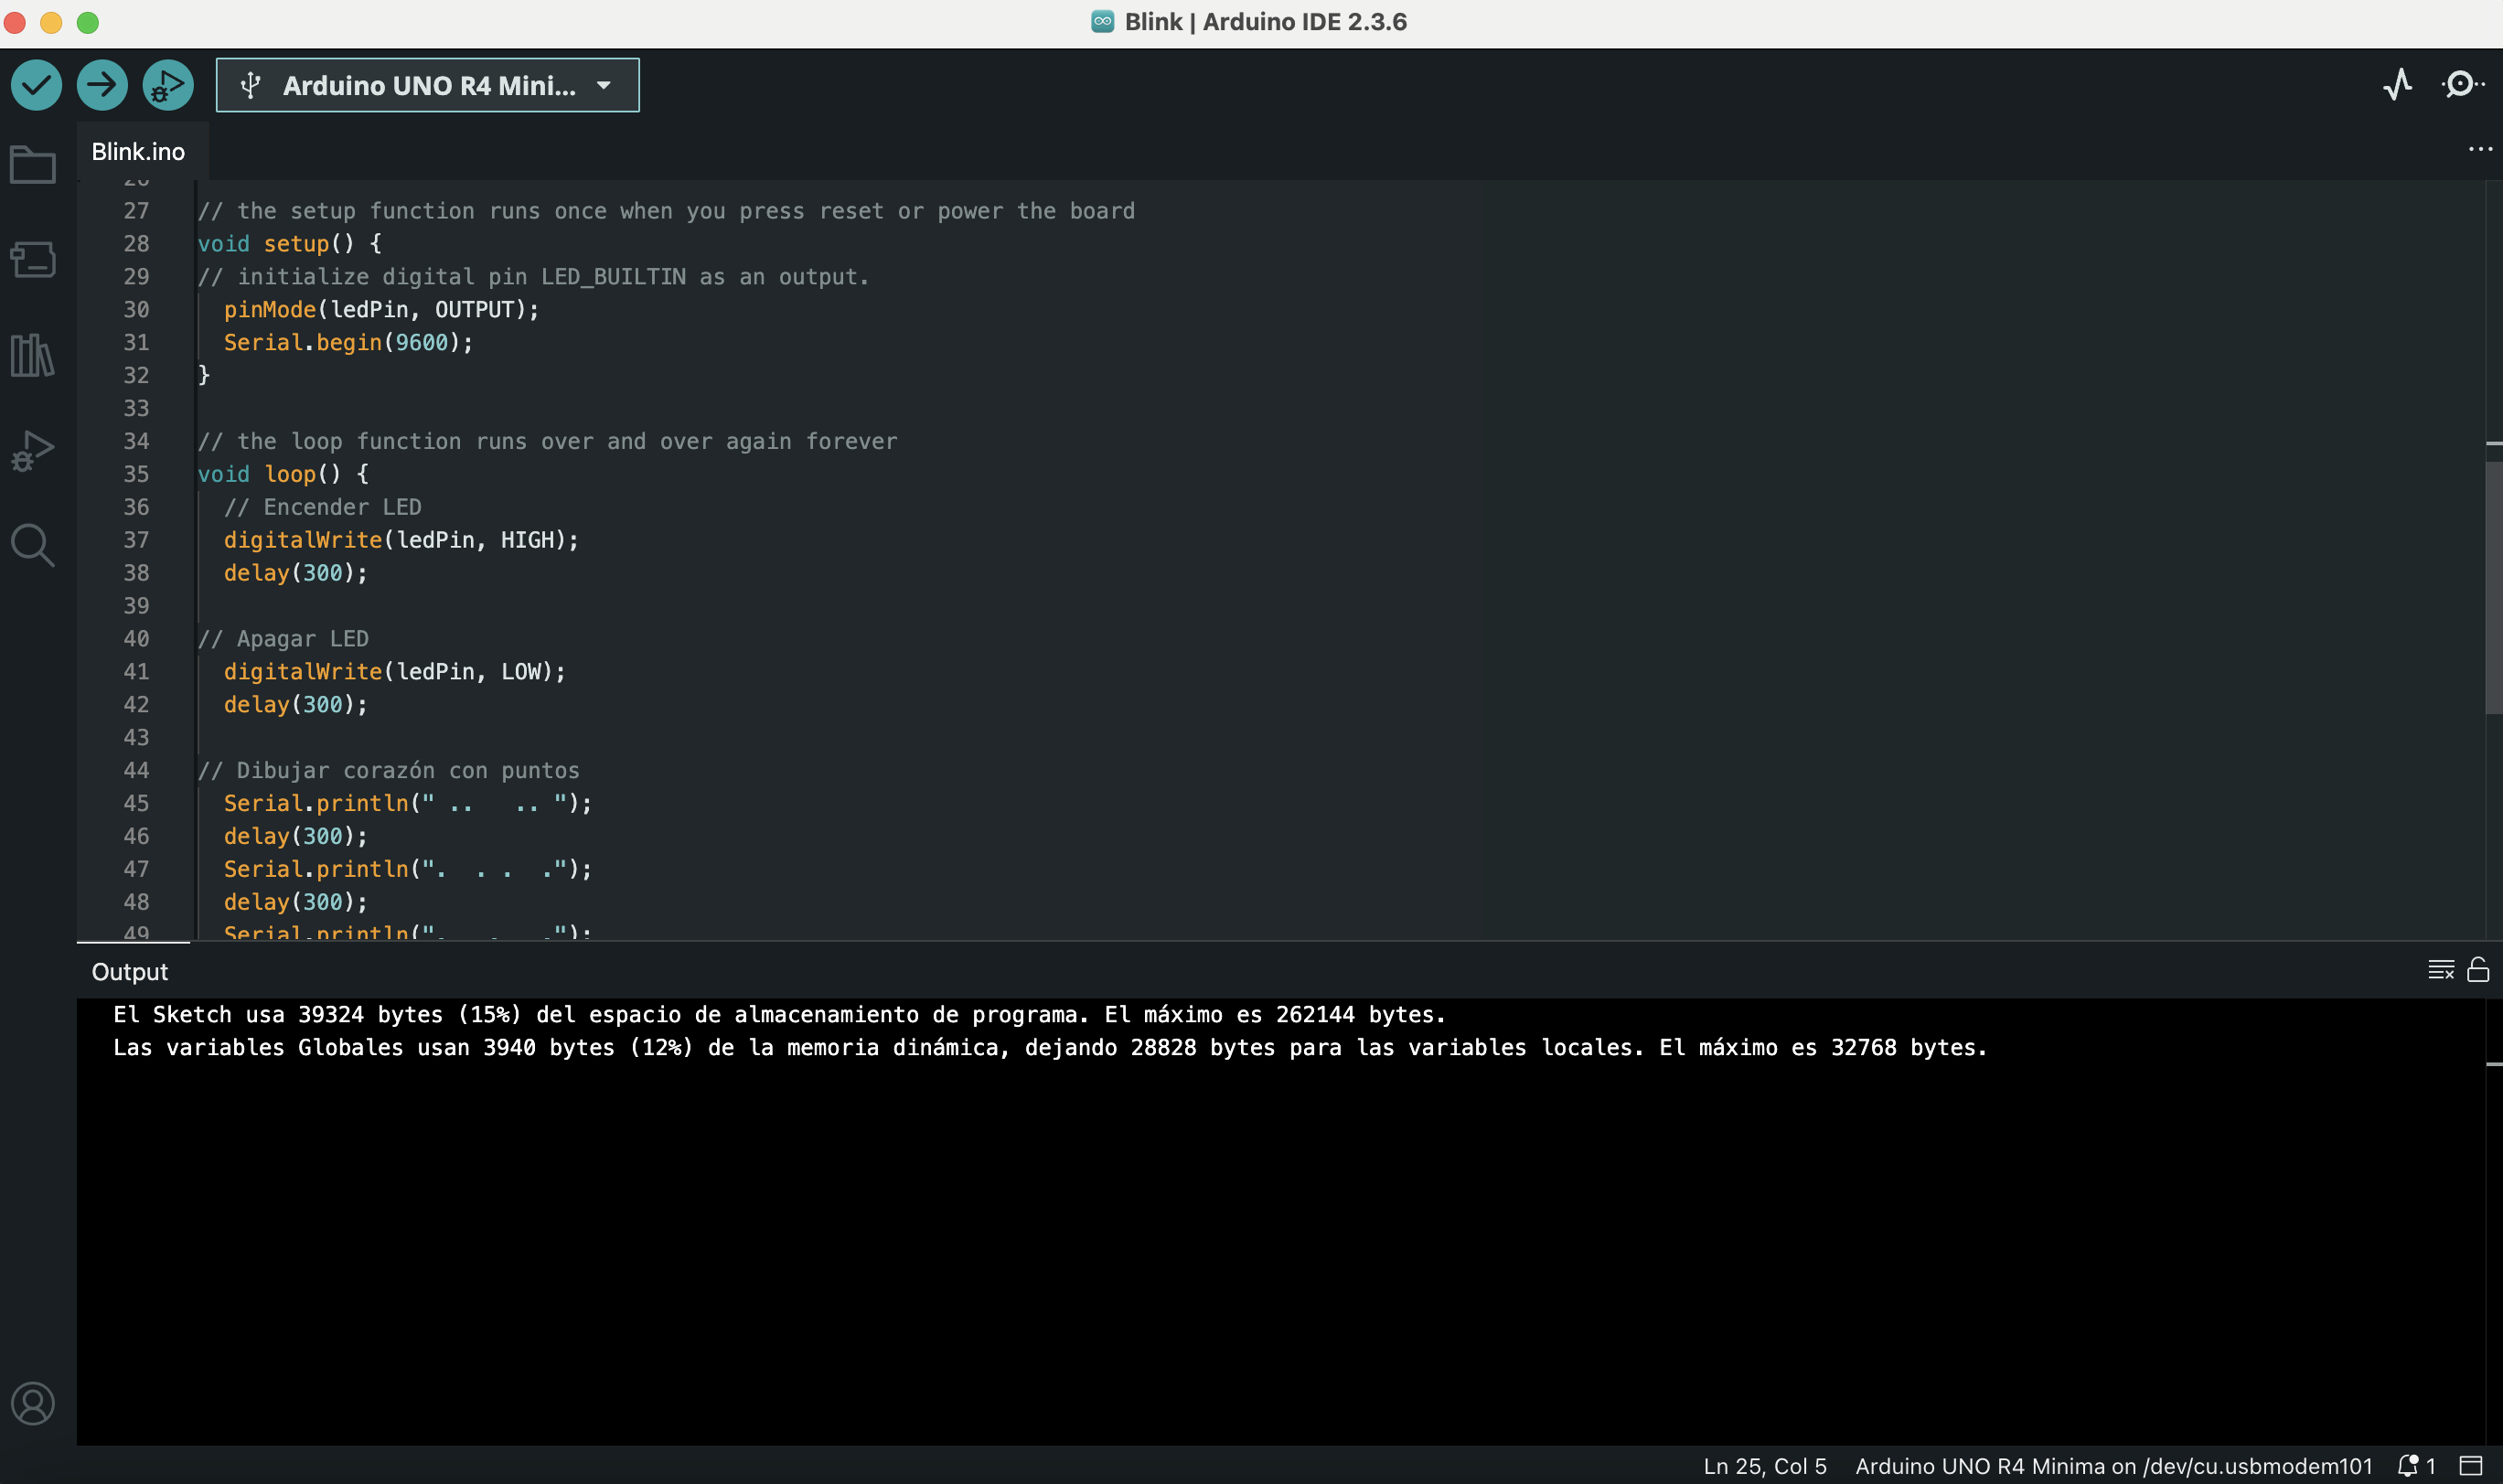 Blink | Arduino IDE 2.3.6
Arduino UNO R4 Mini...
Blink.ino
26
27 // the setup function runs once when you press reset or power the board
28 void setup() {
29 // initialize digital pin LED_BUILTIN as an output.
30 pinMode(ledPin, OUTPUT);
31 Serial.begin(9600);
32 }
33
34 // the loop function runs over and over again forever
35 void loop() {
36 // Encender LED
37 digitalWrite(ledPin, HIGH);
38 delay(300);
39
40 // Apagar LED
41 digitalWrite(ledPin, LOW);
42 delay(300);
43
44 // Dibujar corazón con puntos
45 Serial.println(" ..   .. ");
46 delay(300);
47 Serial.println(".  . .  .");
48 delay(300);
49 Serial.println(".   .   .");
Output
El Sketch usa 39324 bytes (15%) del espacio de almacenamiento de programa. El máximo es 262144 bytes.
Las variables Globales usan 3940 bytes (12%) de la memoria dinámica, dejando 28828 bytes para las variables locales. El máximo es 32768 bytes.
Ln 25, Col 5 Arduino UNO R4 Minima on /dev/cu.usbmodem101 1